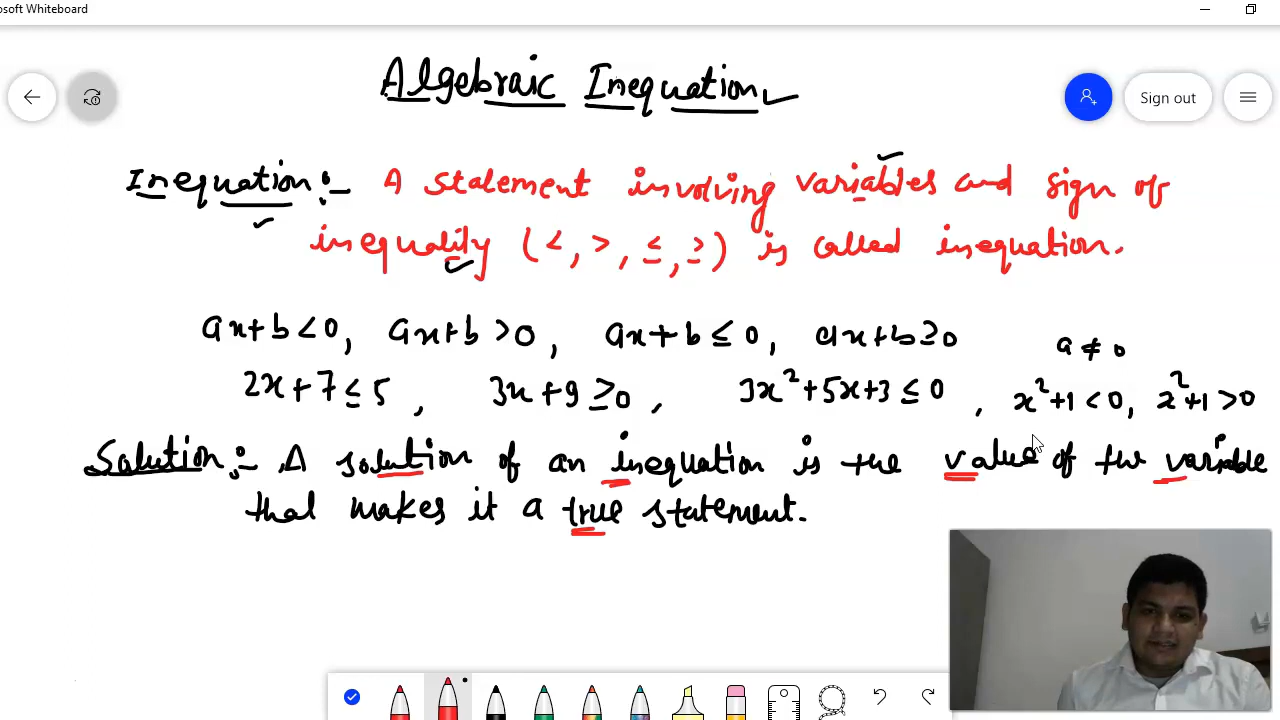 osoft Whiteboard
Sign out
Algebraic Inequation
Inequation:- A statement involving variables and sign of
inequality (<, >, ≤, ≥) is called inequation.
ax+b<0, ax+b>0, ax+b≤0, ax+b≥0
a≠0
2x+7≤5, 3x+9≥0, 3x²+5x+3≤0, x²+1<0, x²+1>0
Solution:- A solution of an inequation is the value of the variable
that makes it a true statement.